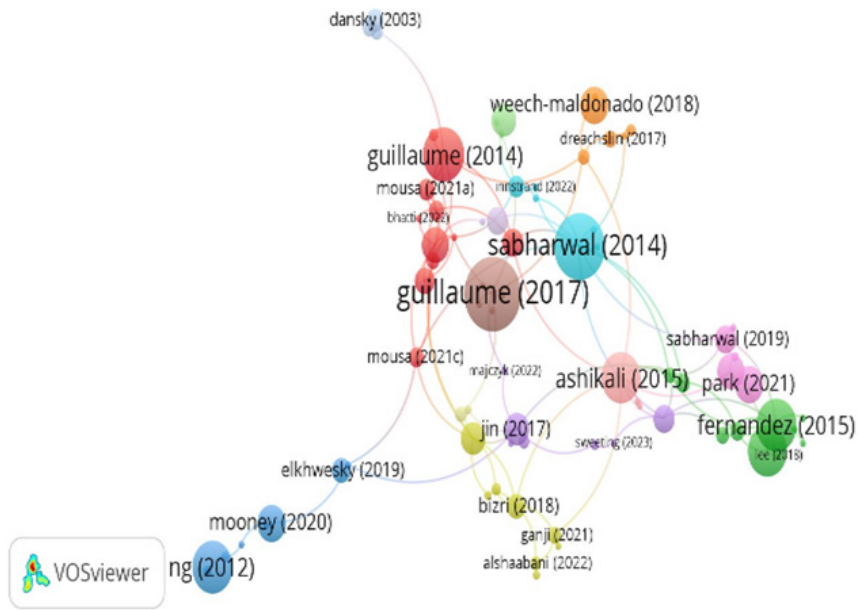 dansky (2003)
weech-maldonado (2018)
dreachslin (2017)
guillaume (2014)
mousa (2021a)
innstrand (2022)
bhatti (2022)
sabharwal (2014)
guillaume (2017)
sabharwal (2019)
mousa (2021c)
majczyk (2022)
ashikali (2015)
park (2021)
jin (2017)
fernandez (2015)
sweeting (2023)
lee (2018)
elkhwesky (2019)
bizri (2018)
mooney (2020)
ganji (2021)
alshaabani (2022)
ng (2012)
VOSviewer